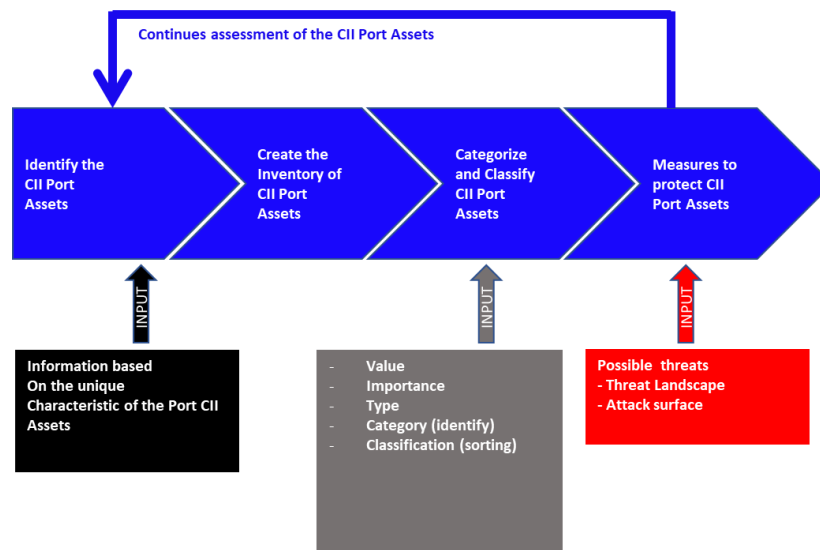 Continues assessment of the CII Port Assets
Identify the
CII Port
Assets
Create the
Inventory of
CII Port
Assets
Categorize
and Classify
CII Port
Assets
Measures to
protect CII
Port Assets
INPUT
INPUT
INPUT
Information based
On the unique
Characteristic of the Port CII
Assets
- Value
- Importance
- Type
- Category (identify)
- Classification (sorting)
Possible threats
- Threat Landscape
- Attack surface